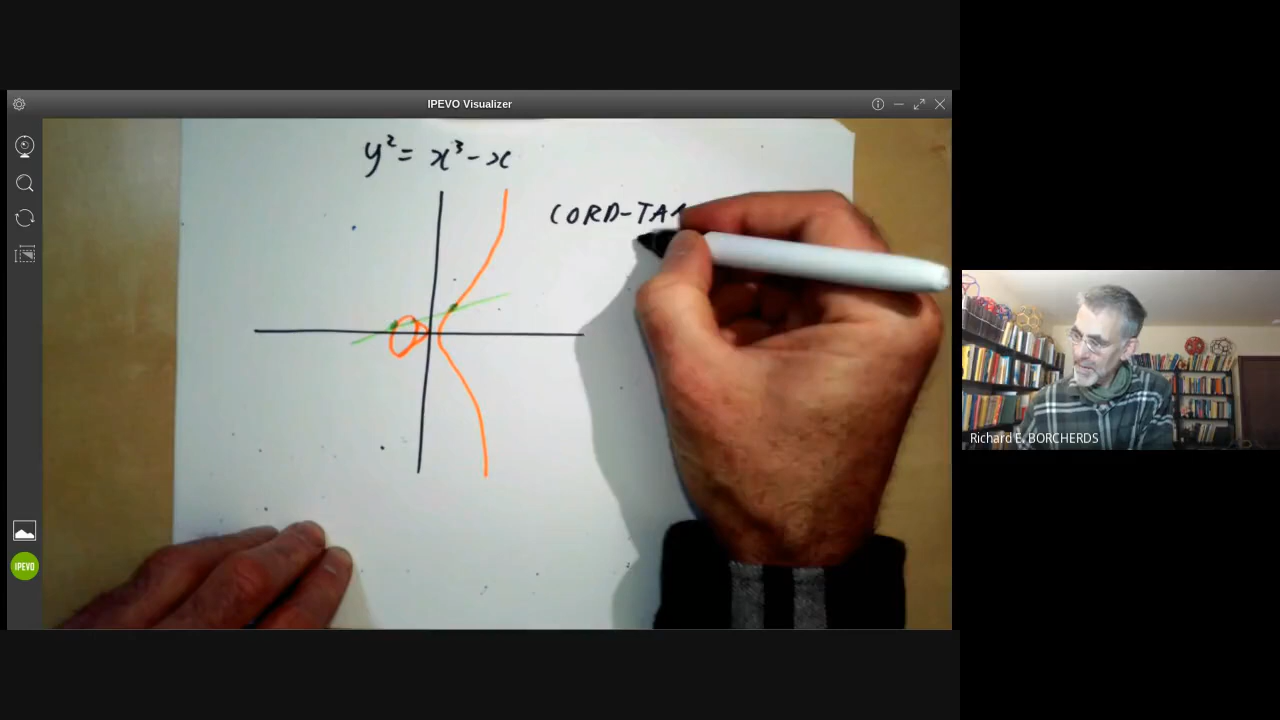 IPEVO Visualizer
y² = x³ - x
CORD-TA
IPEVO
Richard E. BORCHERDS